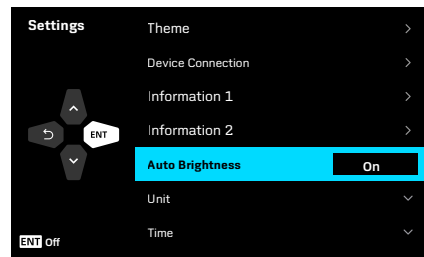 Settings
Theme
Device Connection
Information 1
Information 2
ENT
Auto Brightness On
Unit
Time
ENT Off